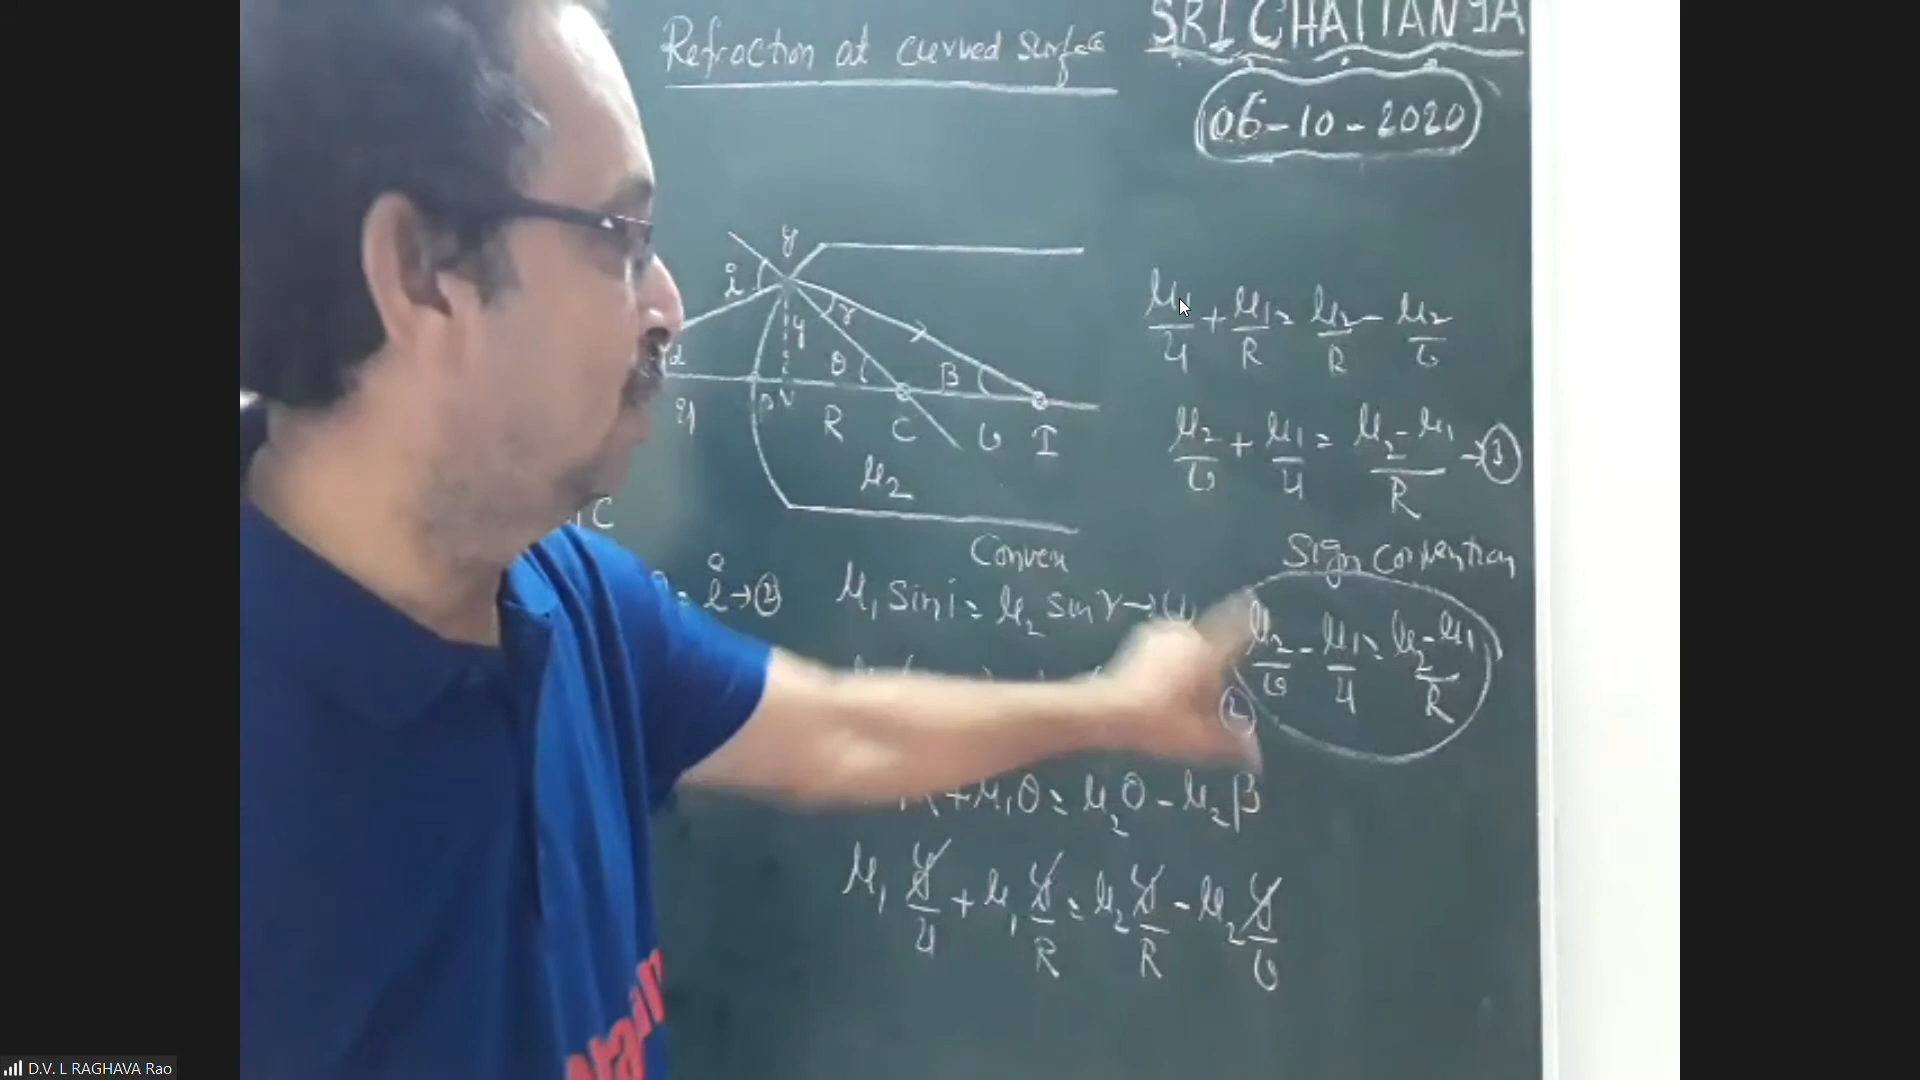 Refraction at curved surface
SRI CHAITANYA
06-10-2020
y
i
r
y
α
θ
β
u
P
N
R
C
v
I
μ2
Convex
μ1/u + μ1/R = μ2/R - μ2/v
μ2/v + μ1/u = (μ2-μ1)/R → ③
Sign Convention
μ2/v - μ1/u = (μ2-μ1)/R
C
= i → ②
μ1 sin i = μ2 sin r →
+ μ1θ = μ2θ - μ2β
μ1 y/u + μ1 y/R = μ2 y/R - μ2 y/v
D.V. L RAGHAVA Rao